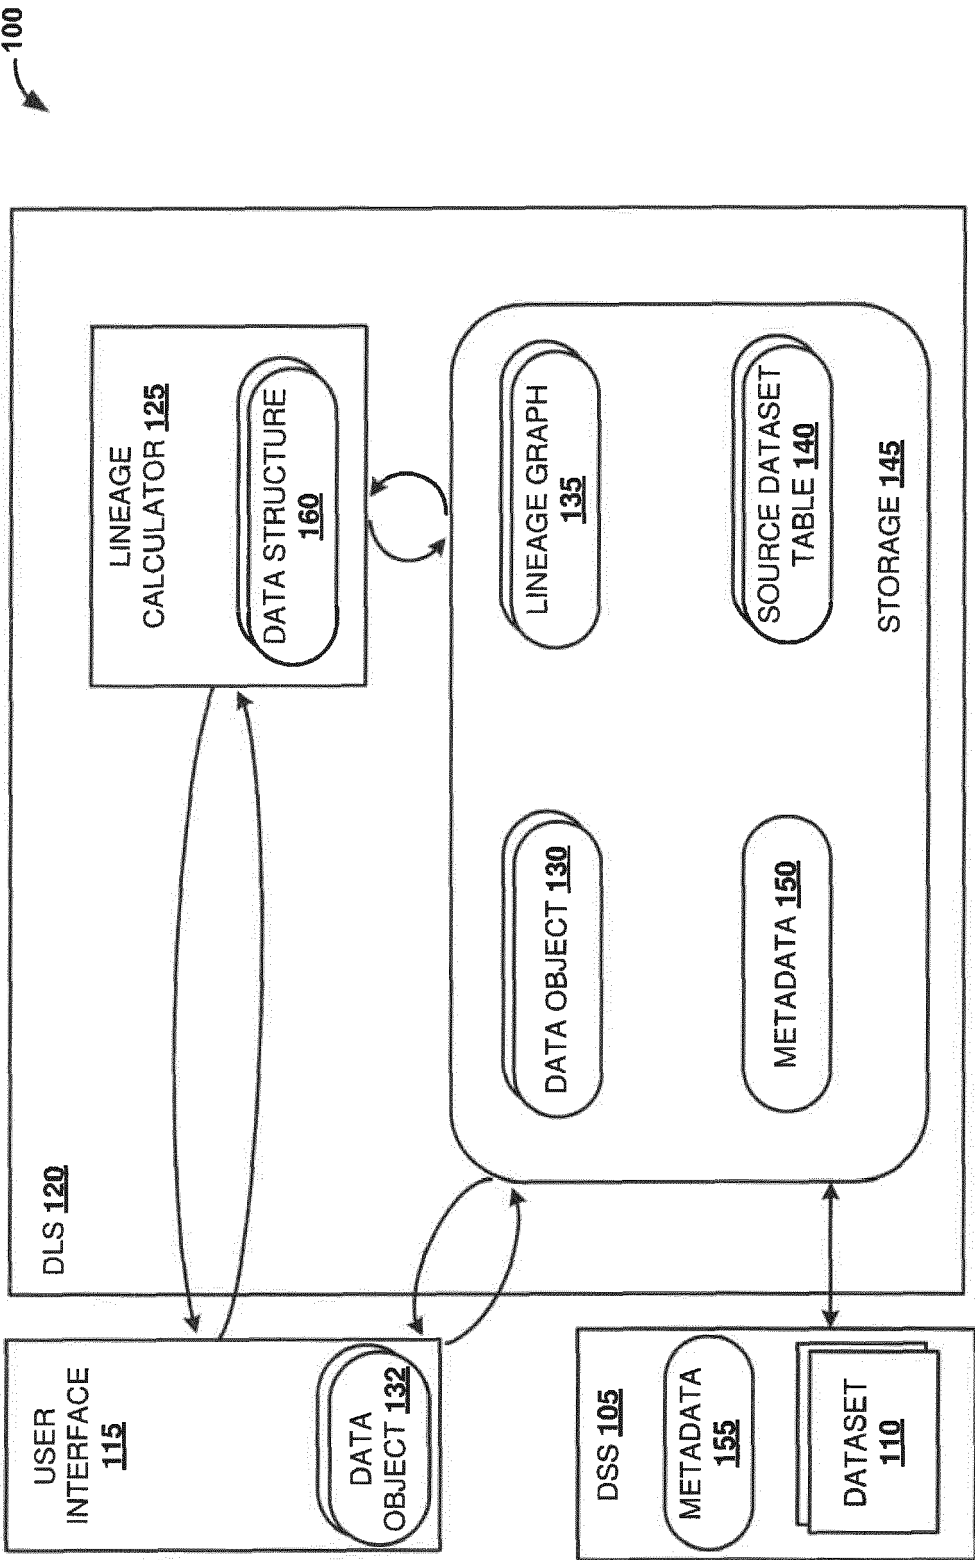 100
DLS 120
LINEAGE
CALCULATOR 125
DATA STRUCTURE
160
USER
INTERFACE
115
DATA
OBJECT 132
DATA OBJECT 130
LINEAGE GRAPH
135
METADATA 150
SOURCE DATASET
TABLE 140
STORAGE 145
DSS 105
METADATA
155
DATASET
110